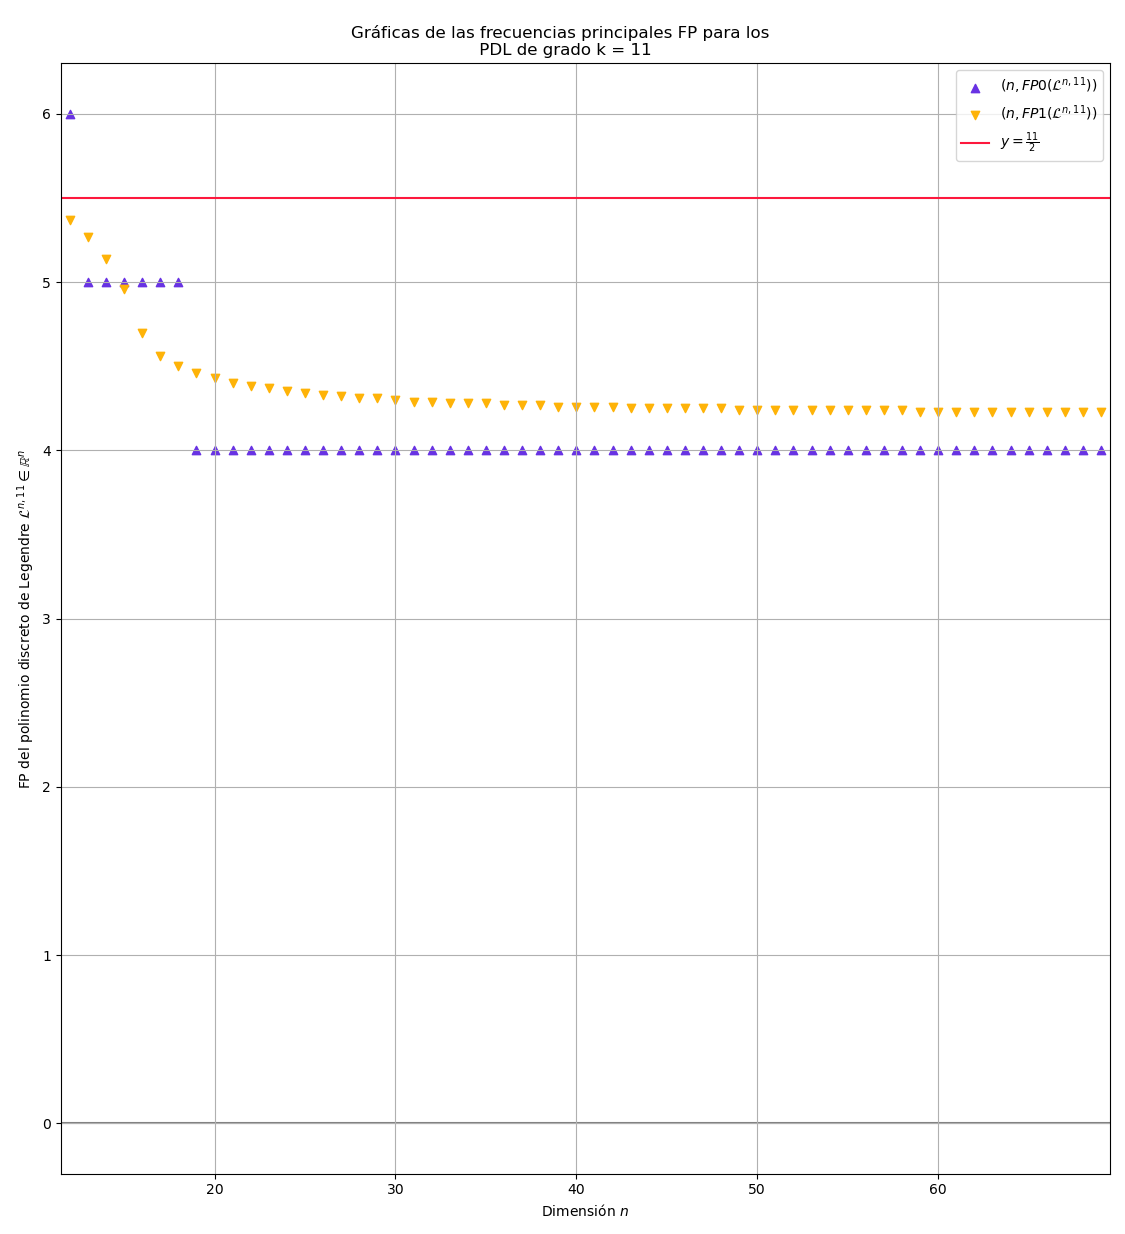 Gráficas de las frecuencias principales FP para los
PDL de grado k = 11
(n, FP0(ℒ^{n,11}))
(n, FP1(ℒ^{n,11}))
y = 11/2
FP del polinomio discreto de Legendre ℒ^{n,11} ∈ ℝ^n
6
5
4
3
2
1
0
20 30 40 50 60
Dimensión n